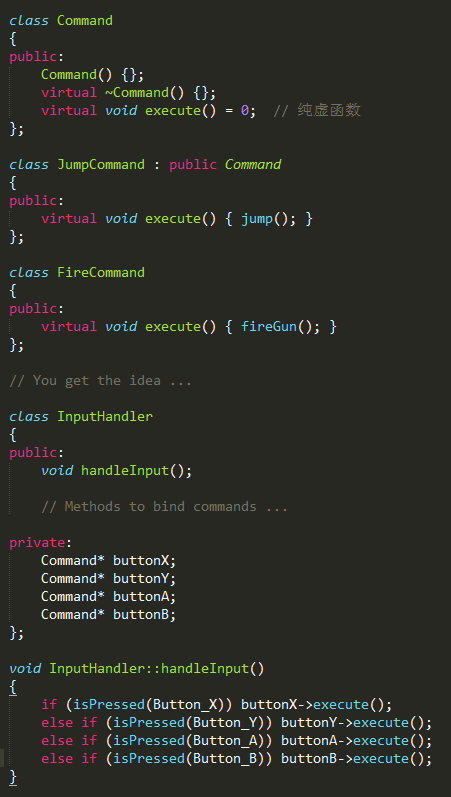 class Command
{
public:
    Command() {};
    virtual ~Command() {};
    virtual void execute() = 0;  // 纯虚函数
};

class JumpCommand : public Command
{
public:
    virtual void execute() { jump(); }
};

class FireCommand
{
public:
    virtual void execute() { fireGun(); }
};

// You get the idea ...

class InputHandler
{
public:
    void handleInput();

    // Methods to bind commands ...

private:
    Command* buttonX;
    Command* buttonY;
    Command* buttonA;
    Command* buttonB;
};

void InputHandler::handleInput()
{
    if (isPressed(Button_X)) buttonX->execute();
    else if (isPressed(Button_Y)) buttonY->execute();
    else if (isPressed(Button_A)) buttonA->execute();
    else if (isPressed(Button_B)) buttonB->execute();
}